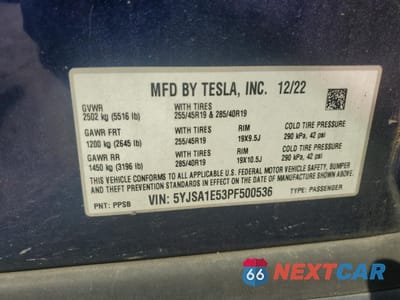 MFD BY TESLA, INC. 12/22
GVWR
2502 kg (5516 lb)
WITH TIRES
255/45R19 & 285/40R19
GAWR FRT
1200 kg (2645 lb)
WITH TIRES
255/45R19
RIM
19X9.5J
COLD TIRE PRESSURE
290 kPa, 42 psi
GAWR RR
1450 kg (3196 lb)
WITH TIRES
285/40R19
RIM
19X10.5J
COLD TIRE PRESSURE
290 kPa, 42 psi
THIS VEHICLE CONFORMS TO ALL APPLICABLE U.S. FEDERAL MOTOR VEHICLE SAFETY, BUMPER
AND THEFT PREVENTION STANDARDS IN EFFECT ON THE DATE OF MANUFACTURE SHOWN ABOVE.
PNT: PPSB
VIN: 5YJSA1E53PF500536
TYPE: PASSENGER
66 NEXTCAR